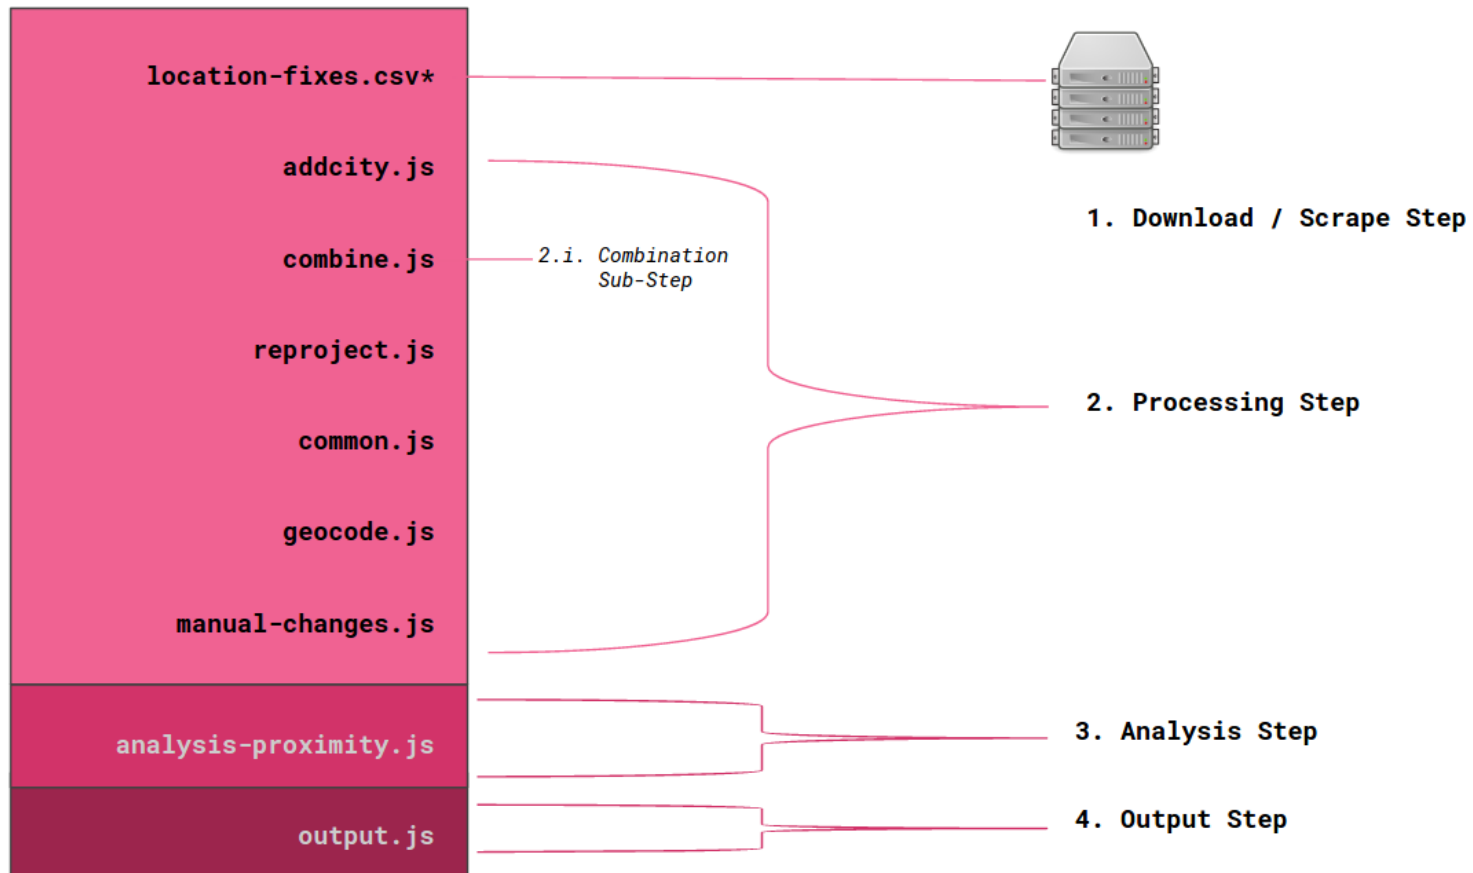 location-fixes.csv*
addcity.js
1. Download / Scrape Step
combine.js
2.i. Combination
Sub-Step
reproject.js
2. Processing Step
common.js
geocode.js
manual-changes.js
analysis-proximity.js
3. Analysis Step
output.js
4. Output Step